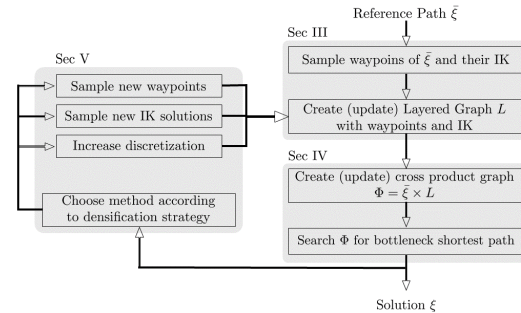 Reference Path ξ̄
Sec III
Sample waypoins of ξ̄ and their IK
Create (update) Layered Graph L
with waypoints and IK
Sec IV
Create (update) cross product graph
Φ = ξ̄ × L
Search Φ for bottleneck shortest path
Solution ξ
Sec V
Sample new waypoints
Sample new IK solutions
Increase discretization
Choose method according
to densification strategy